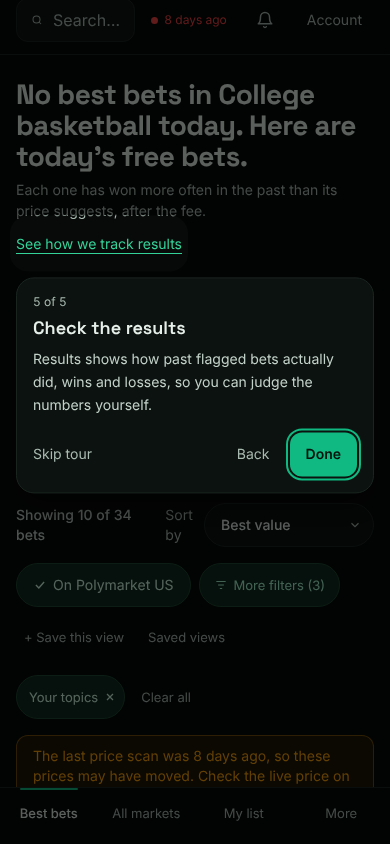 Search...
8 days ago
Account
No best bets in College
basketball today. Here are
today's free bets.
Each one has won more often in the past than its
price suggests, after the fee.
See how we track results
5 of 5
Check the results
Results shows how past flagged bets actually
did, wins and losses, so you can judge the
numbers yourself.
Skip tour
Back
Done
Showing 10 of 34
bets
Sort
by
Best value
On Polymarket US
More filters (3)
+ Save this view
Saved views
Your topics ×
Clear all
The last price scan was 8 days ago, so these
prices may have moved. Check the live price on
Best bets
All markets
My list
More